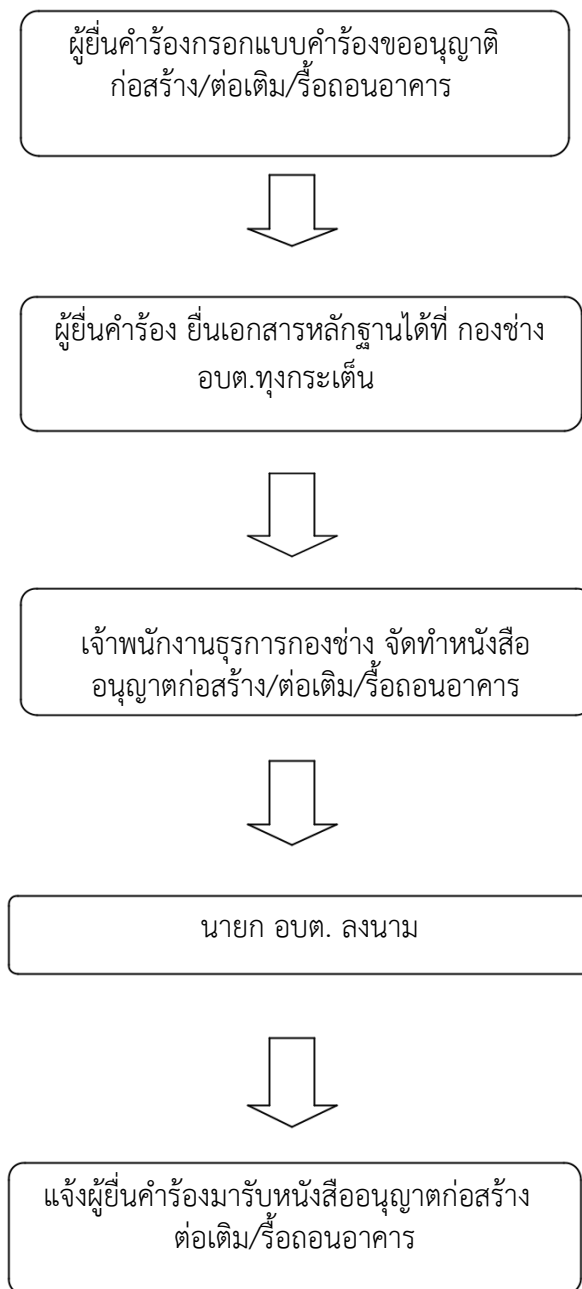 ผู้ยื่นคำร้องกรอกแบบคำร้องขออนุญาติ
ก่อสร้าง/ต่อเติม/รื้อถอนอาคาร
ผู้ยื่นคำร้อง ยื่นเอกสารหลักฐานได้ที่ กองช่าง
อบต.ทุงกระเต็น
เจ้าพนักงานธุรการกองช่าง จัดทำหนังสือ
อนุญาตก่อสร้าง/ต่อเติม/รื้อถอนอาคาร
นายก อบต. ลงนาม
แจ้งผู้ยื่นคำร้องมารับหนังสืออนุญาตก่อสร้าง
ต่อเติม/รื้อถอนอาคาร